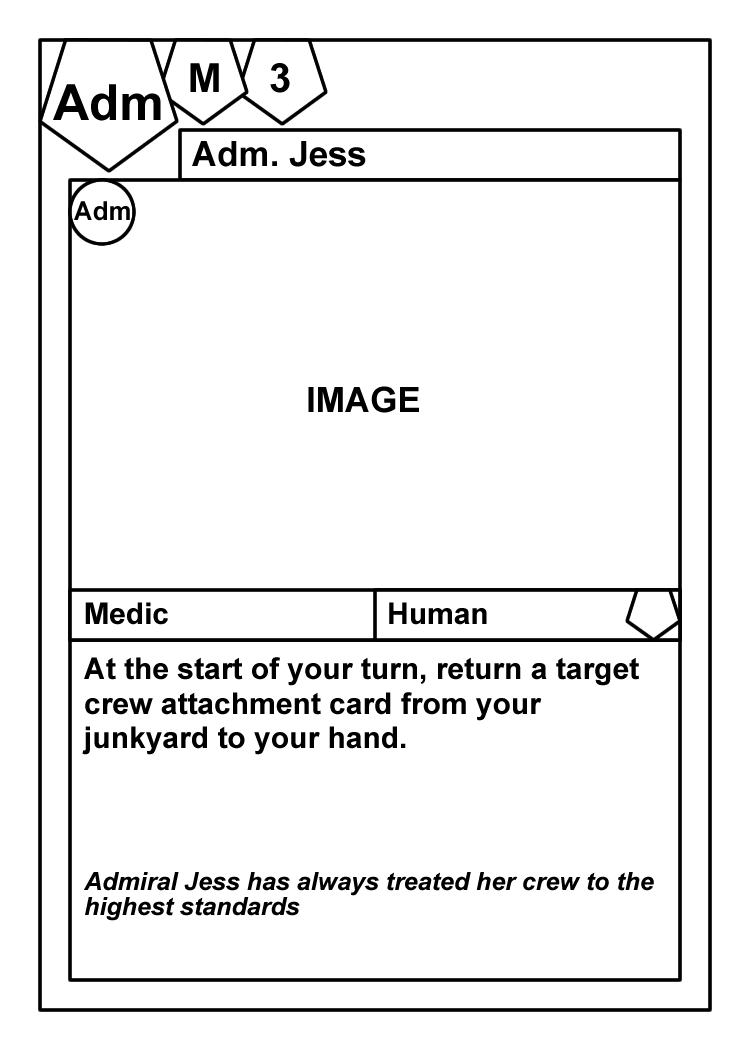 Adm M 3
Adm. Jess
Adm
IMAGE
Medic Human
At the start of your turn, return a target
crew attachment card from your
junkyard to your hand.
Admiral Jess has always treated her crew to the
highest standards